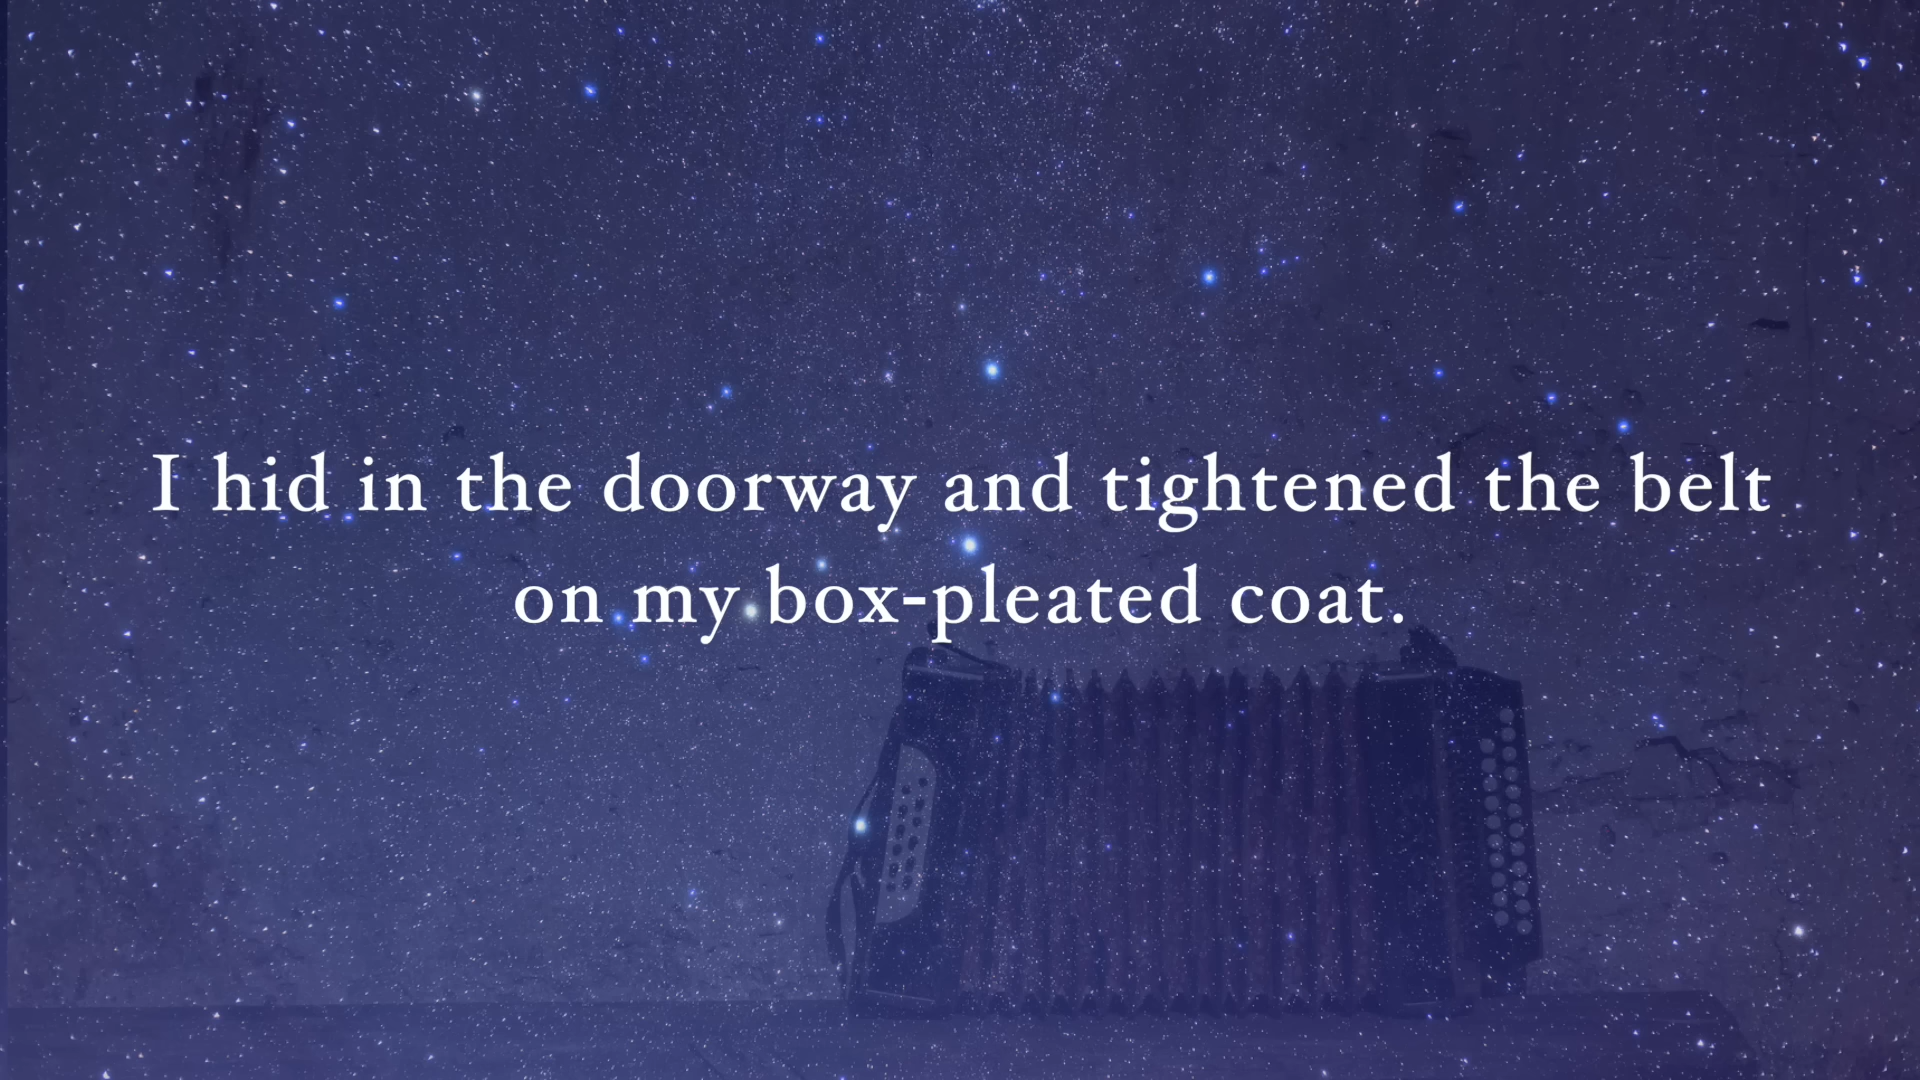 I hid in the doorway and tightened the belt
on my box-pleated coat.